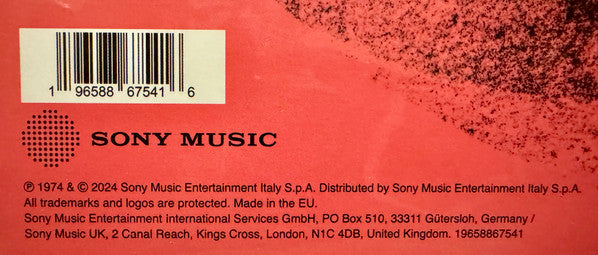 1 96588 67541 6
SONY MUSIC
℗ 1974 & © 2024 Sony Music Entertainment Italy S.p.A. Distributed by Sony Music Entertainment Italy S.p.A.
All trademarks and logos are protected. Made in the EU.
Sony Music Entertainment International Services GmbH, PO Box 510, 33311 Gütersloh, Germany /
Sony Music UK, 2 Canal Reach, Kings Cross, London, N1C 4DB, United Kingdom. 19658867541